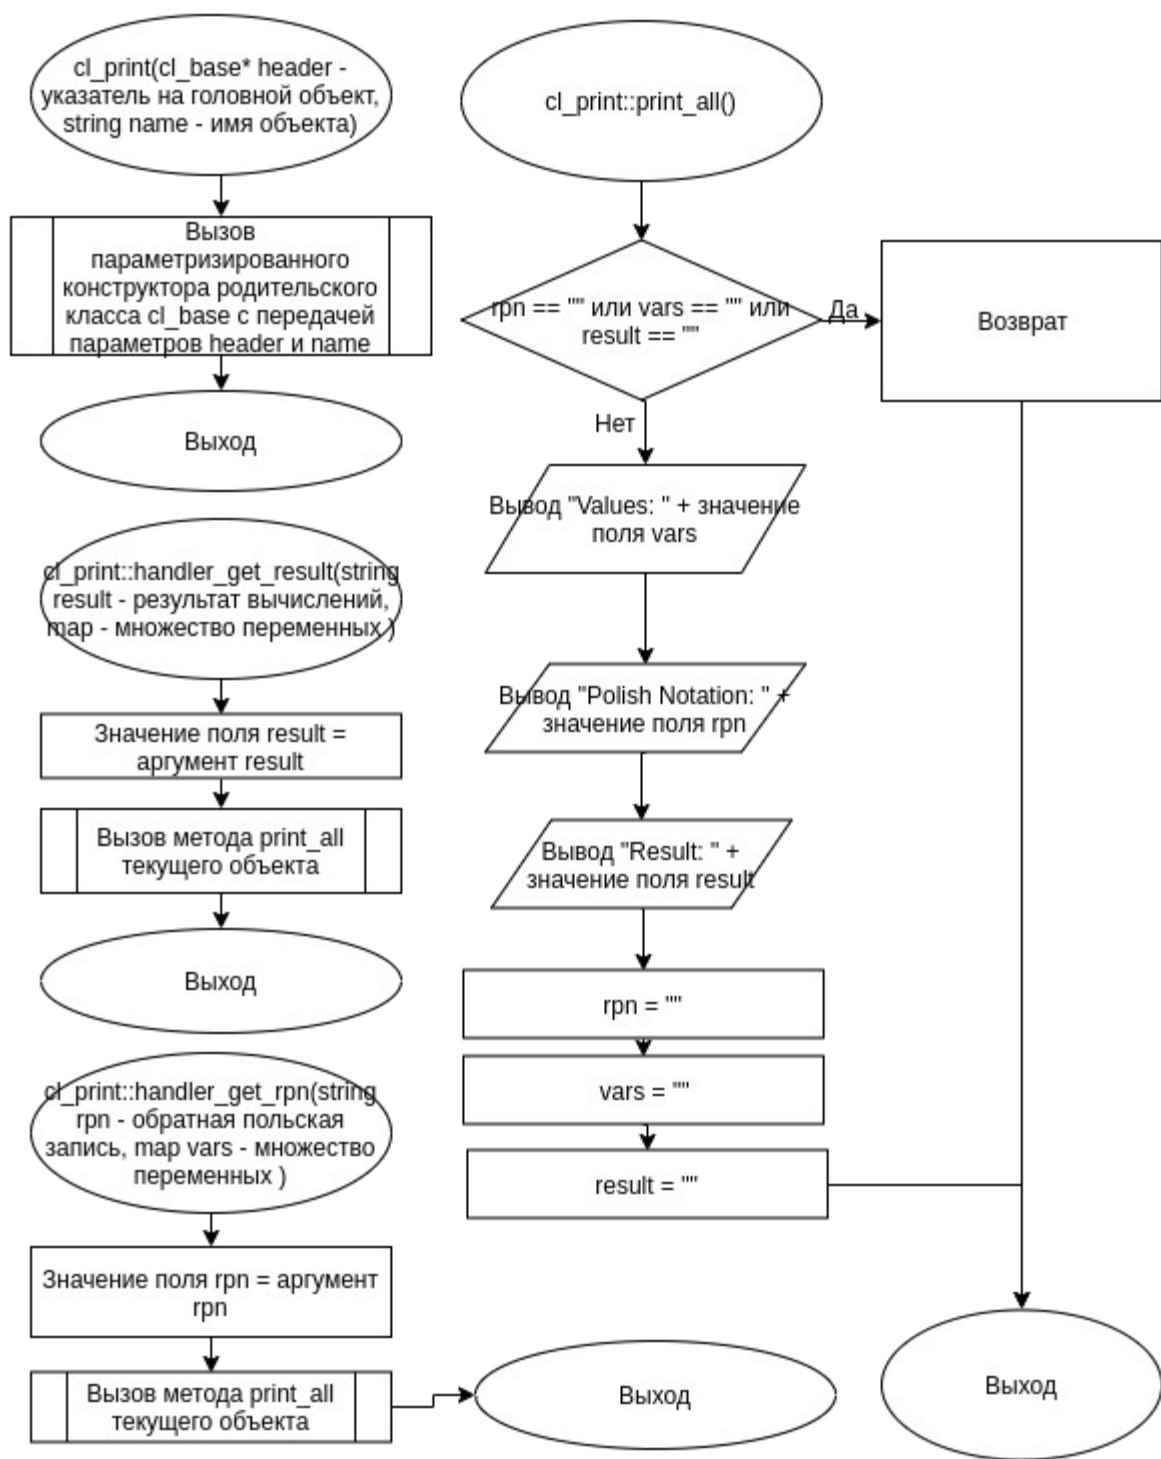 cl_print(cl_base* header -
указатель на головной объект,
string name - имя объекта)
Вызов
параметризированного
конструктора родительского
класса cl_base с передачей
параметров header и name
Выход
cl_print::handler_get_result(string
result - результат вычислений,
map - множество переменных )
Значение поля result =
аргумент result
Вызов метода print_all
текущего объекта
Выход
cl_print::handler_get_rpn(string
rpn - обратная польская
запись, map vars - множество
переменных )
Значение поля rpn = аргумент
rpn
Вызов метода print_all
текущего объекта
Выход
cl_print::print_all()
rpn == "" или vars == "" или
result == ""
Да
Возврат
Нет
Вывод "Values: " + значение
поля vars
Вывод "Polish Notation: " +
значение поля rpn
Вывод "Result: " +
значение поля result
rpn = ""
vars = ""
result = ""
Выход